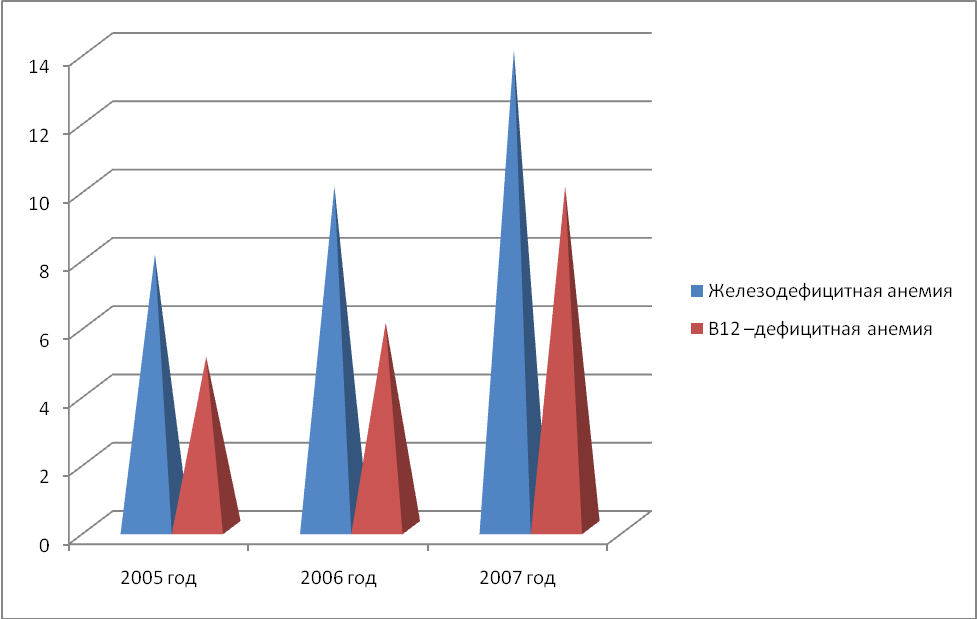 14
12
10
8
6
4
2
0
2005 год
2006 год
2007 год
Железодефицитная анемия
В12 –дефицитная анемия